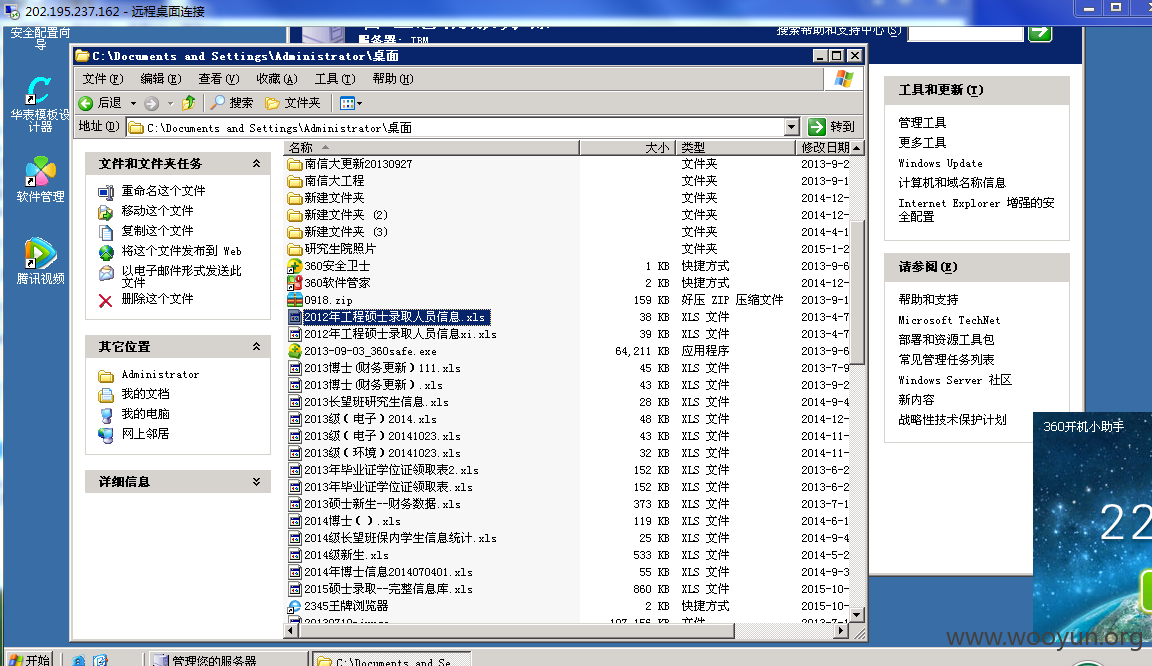 202.195.237.162 - 远程桌面连接
安全配置向导
华表模板设计器
软件管理
腾讯视频
服务器: IBM
搜索帮助和支持中心(S)
C:\Documents and Settings\Administrator\桌面
文件(F) 编辑(E) 查看(V) 收藏(A) 工具(T) 帮助(H)
后退 搜索 文件夹
地址(D) C:\Documents and Settings\Administrator\桌面 转到
文件和文件夹任务
重命名这个文件
移动这个文件
复制这个文件
将这个文件发布到 Web
以电子邮件形式发送此文件
删除这个文件
其它位置
Administrator
我的文档
我的电脑
网上邻居
详细信息
名称 大小 类型 修改日期
南信大更新20130927 文件夹 2013-9-2
南信大工程 文件夹 2013-9-1
新建文件夹 文件夹 2014-12-
新建文件夹 (2) 文件夹 2014-12-
新建文件夹 (3) 文件夹 2014-4-1
研究生院照片 文件夹 2015-1-2
360安全卫士 1 KB 快捷方式 2013-9-6
360软件管家 2 KB 快捷方式 2013-9-6
0918.zip 159 KB 好压 ZIP 压缩文件 2013-9-1
2012年工程硕士录取人员信息.xls 38 KB XLS 文件 2013-4-7
2012年工程硕士录取人员信息xi.xls 39 KB XLS 文件 2013-4-7
2013-09-03_360safe.exe 64,211 KB 应用程序 2013-9-6
2013博士(财务更新)111.xls 45 KB XLS 文件 2013-7-9
2013博士(财务更新).xls 43 KB XLS 文件 2013-9-2
2013长望班研究生信息.xls 28 KB XLS 文件 2014-9-4
2013级(电子)2014.xls 48 KB XLS 文件 2014-12-
2013级(电子)20141023.xls 43 KB XLS 文件 2014-11-
2013级(环境)20141023.xls 32 KB XLS 文件 2014-11-
2013年毕业证学位证领取表2.xls 152 KB XLS 文件 2013-6-2
2013年毕业证学位证领取表.xls 152 KB XLS 文件 2013-6-2
2013硕士新生--财务数据.xls 373 KB XLS 文件 2013-7-1
2014博士().xls 119 KB XLS 文件 2014-6-1
2014级长望班保内学生信息统计.xls 25 KB XLS 文件 2014-9-4
2014级新生.xls 533 KB XLS 文件 2014-5-2
2014年博士信息2014070401.xls 55 KB XLS 文件 2014-9-3
2015硕士录取--完整信息库.xls 860 KB XLS 文件 2015-10-
2345王牌浏览器 2 KB 快捷方式 2015-10-
工具和更新(T)
管理工具
更多工具
Windows Update
计算机和域名称信息
Internet Explorer 增强的安全配置
请参阅(E)
帮助和支持
Microsoft TechNet
部署和资源工具包
常见管理任务列表
Windows Server 社区
新内容
战略性技术保护计划
360开机小助手
22
www.wooyun.org
开始 管理您的服务器 C:\Documents and Se...